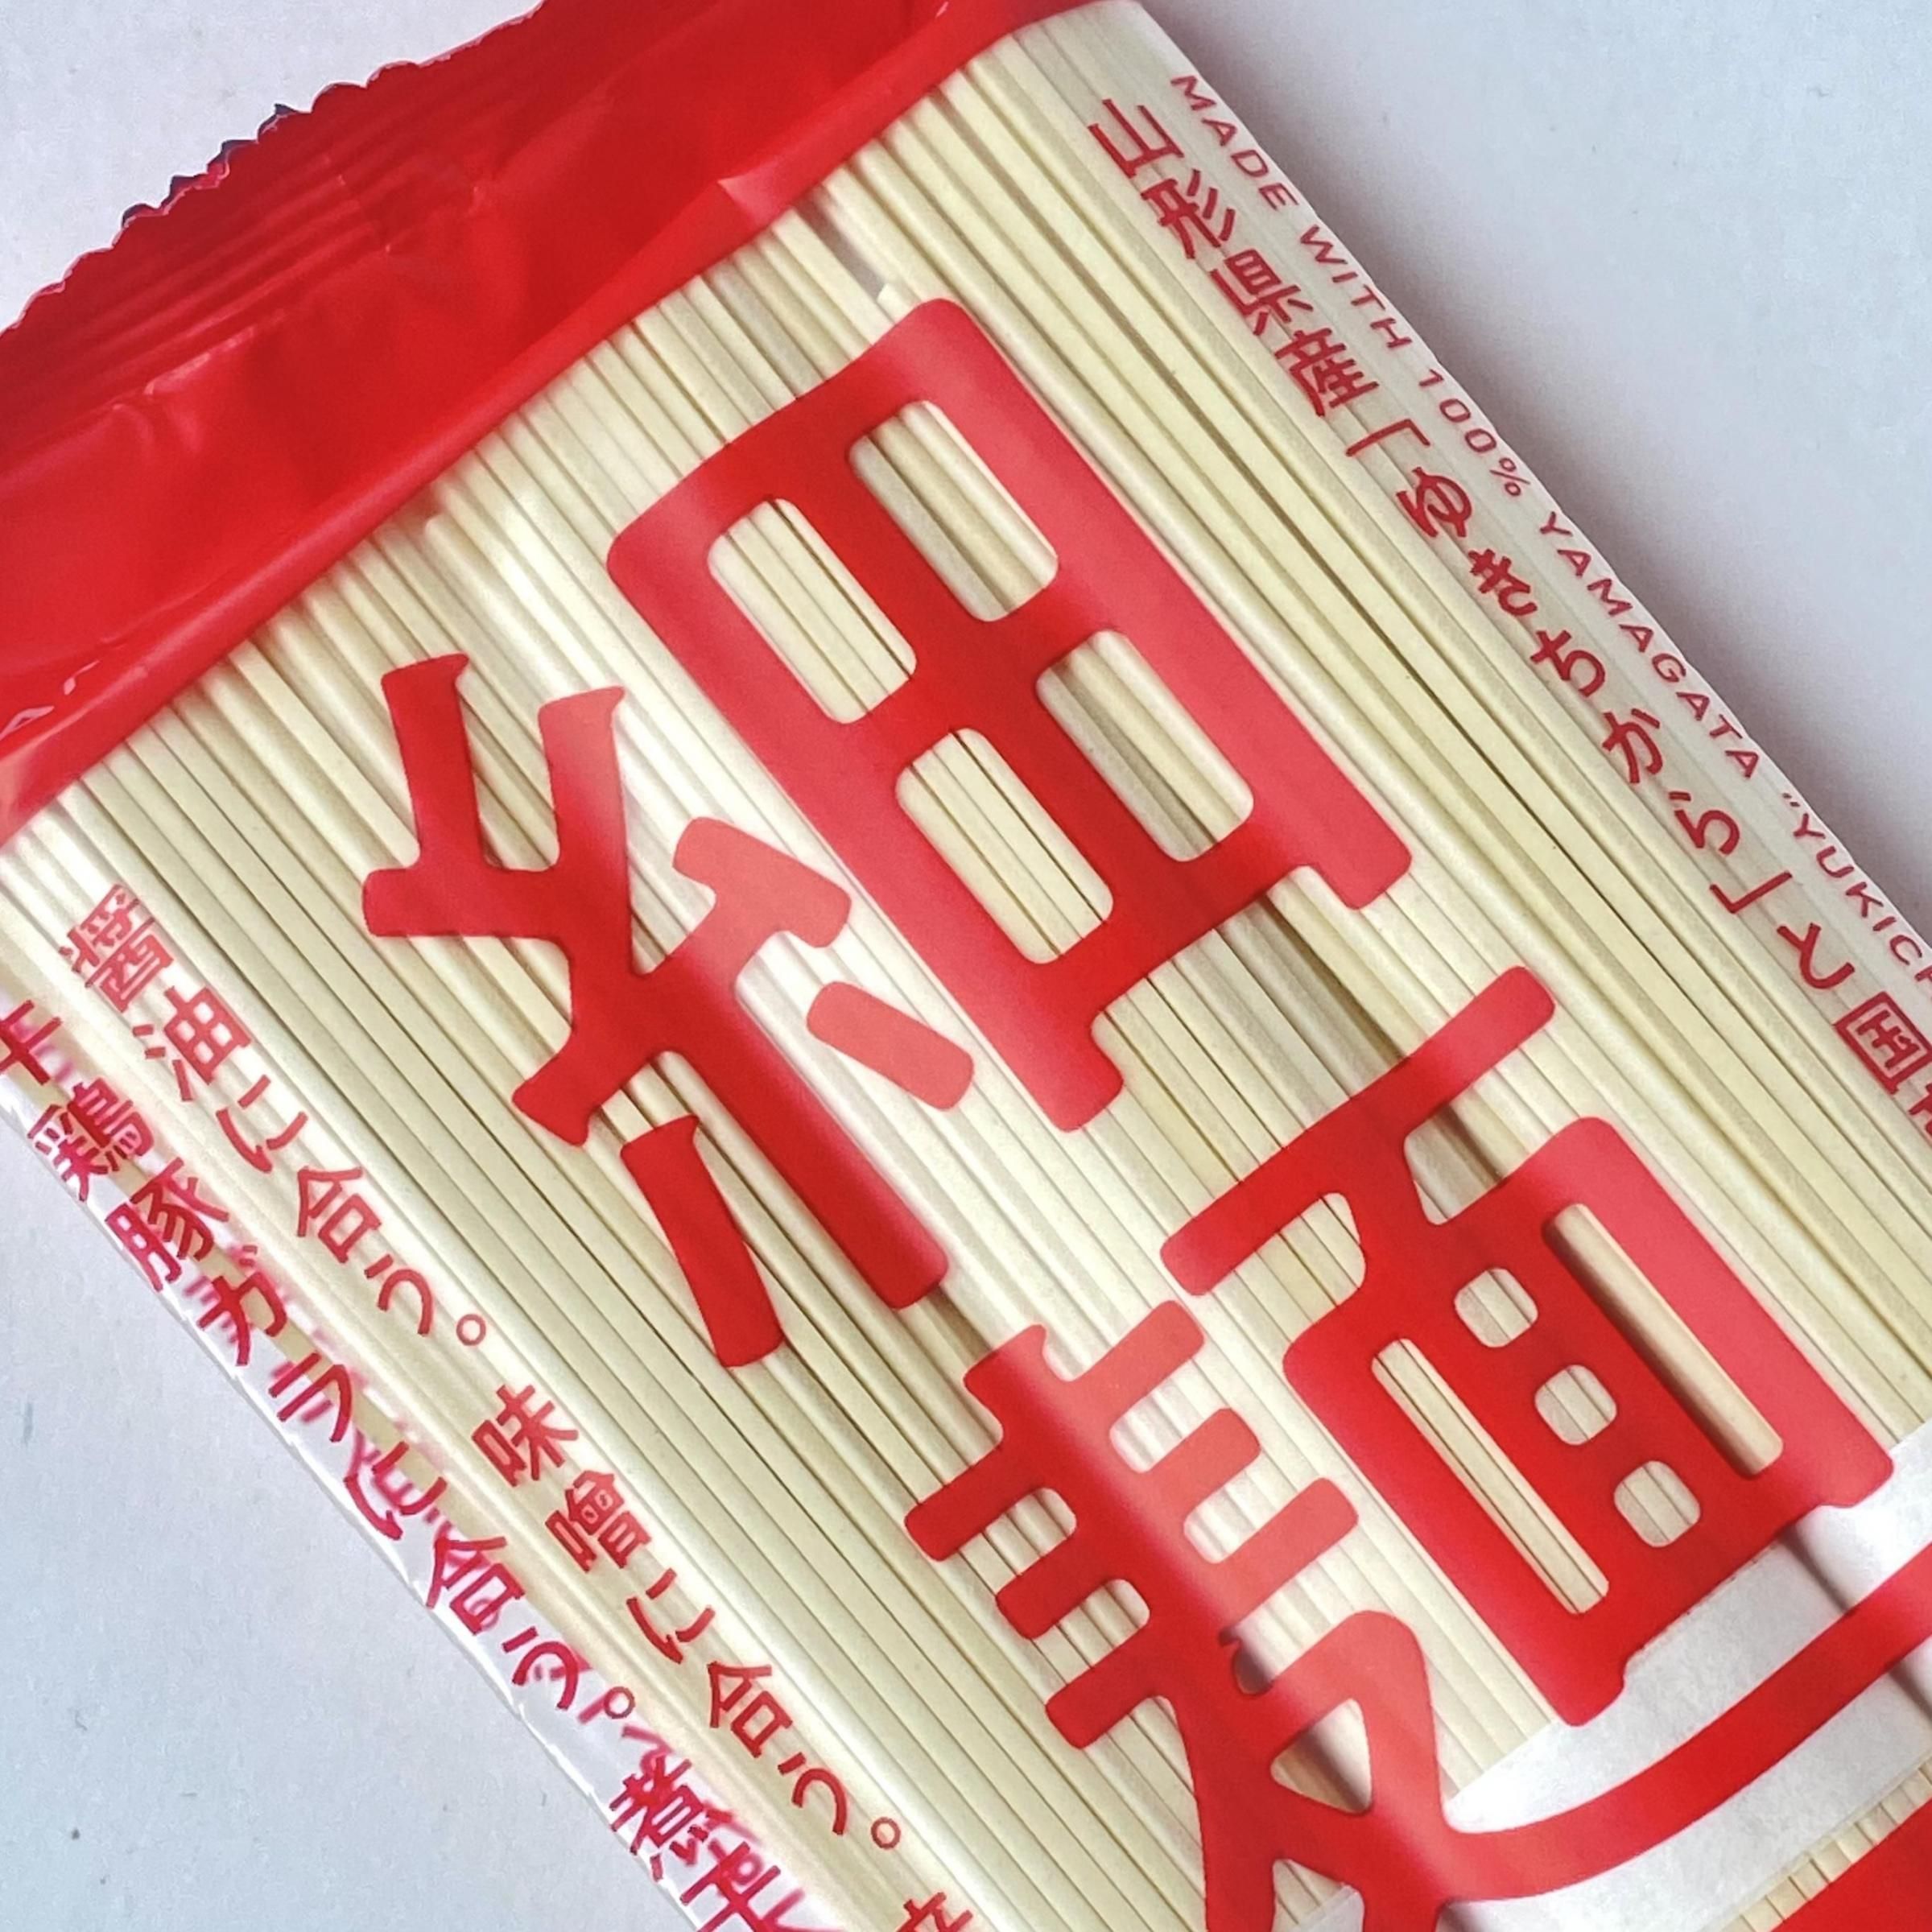 MADE WITH 100% YAMAGATA "YUKICH
山形県産「ゆきちから」と国
細麺
醤油に合う。味噌に合う。
鶏豚ガラに合う。煮干